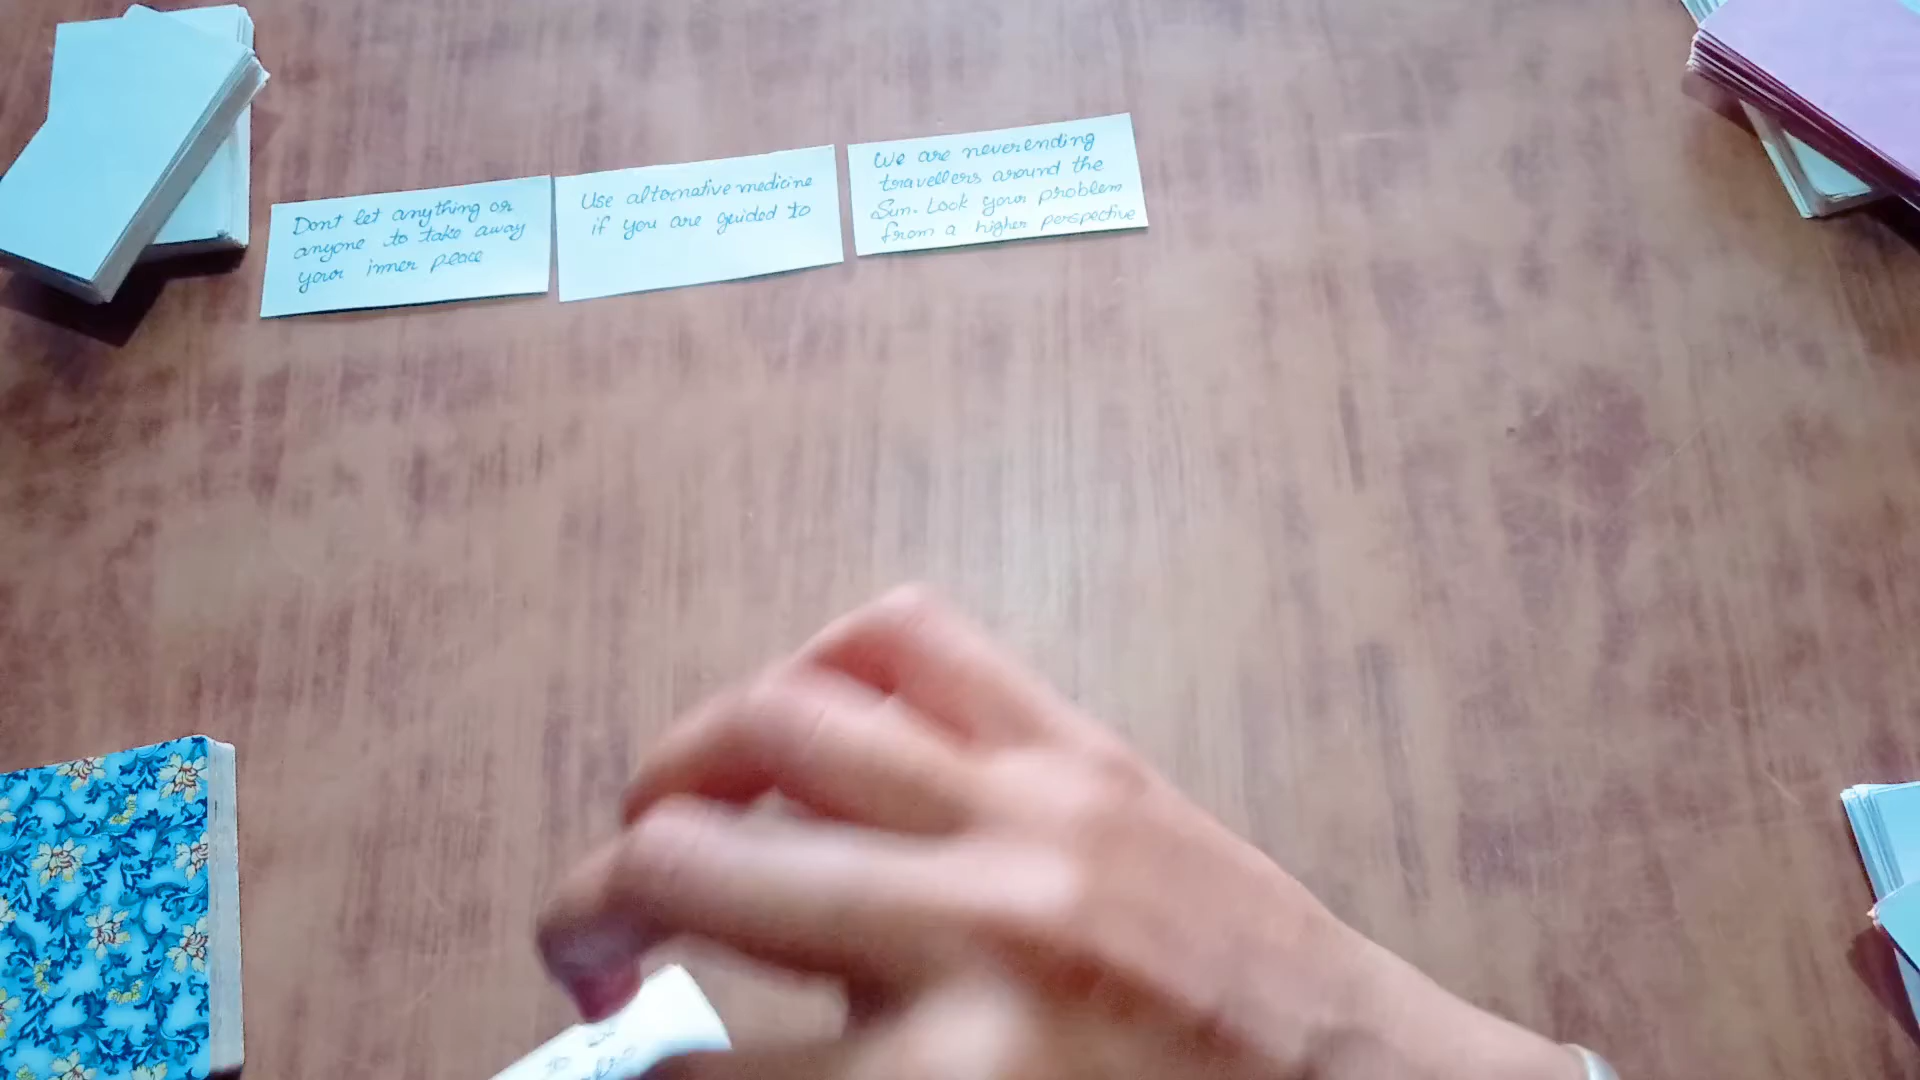 Dont let anything or
anyone to take away
your inner peace
Use alternative medicine
if you are guided to
We are neverending
travellers around the
Sun. Look your problem
from a higher perspective